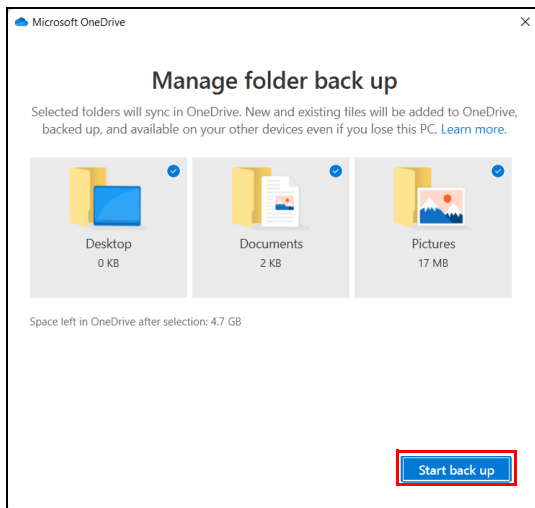 Microsoft OneDrive
Manage folder back up
Selected folders will sync in OneDrive. New and existing files will be added to OneDrive,
backed up, and available on your other devices even if you lose this PC. Learn more.
Desktop
0 KB
Documents
2 KB
Pictures
17 MB
Space left in OneDrive after selection: 4.7 GB
Start back up